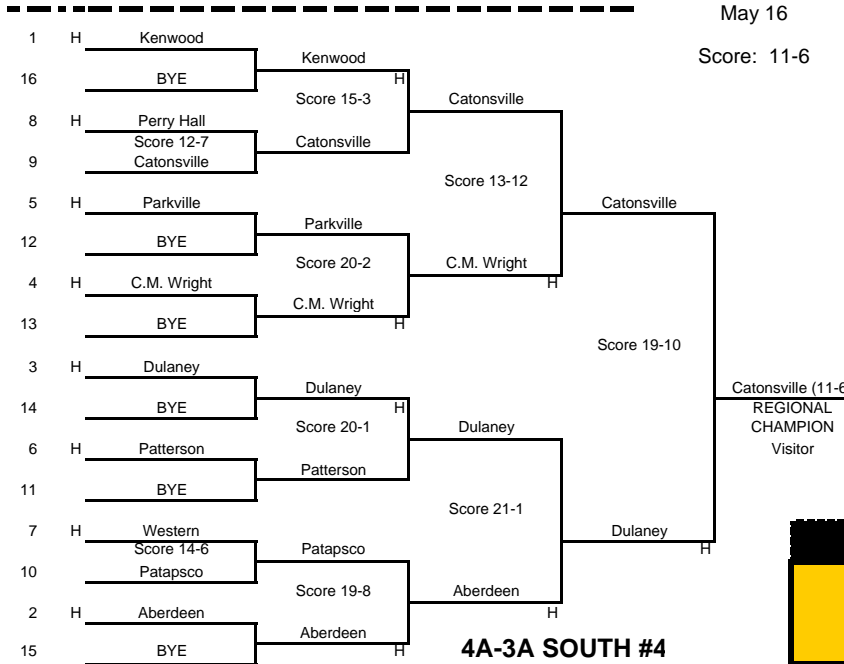 May 16
Score: 11-6
1 H Kenwood
Kenwood
16 BYE H
Score 15-3 Catonsville
8 H Perry Hall
Score 12-7 Catonsville
9 Catonsville
Score 13-12
5 H Parkville Catonsville
Parkville
12 BYE
Score 20-2 C.M. Wright
4 H C.M. Wright H
C.M. Wright
13 BYE H
Score 19-10
3 H Dulaney
Dulaney Catonsville (11-6
14 BYE H REGIONAL
Score 20-1 Dulaney CHAMPION
6 H Patterson Visitor
Patterson
11 BYE
Score 21-1
7 H Western Dulaney
Score 14-6 Patapsco H
10 Patapsco
Score 19-8 Aberdeen
2 H Aberdeen H
Aberdeen
15 BYE H 4A-3A SOUTH #4